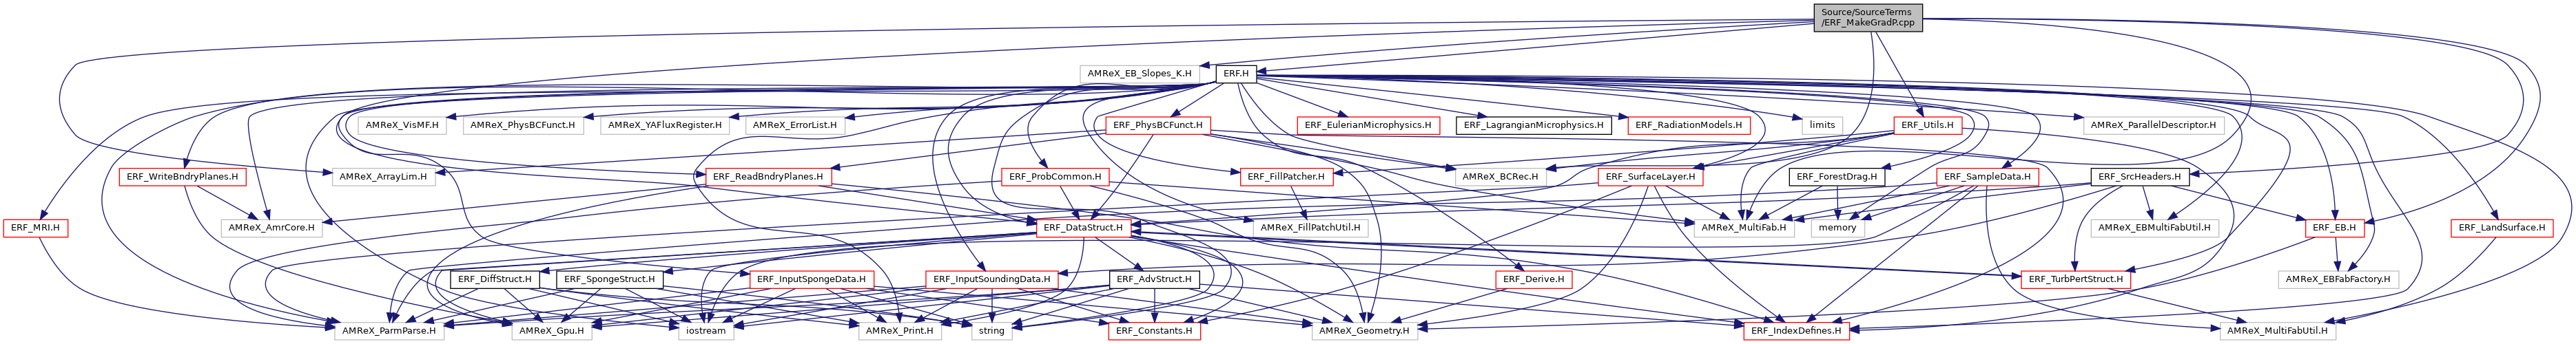 Source/SourceTerms
/ERF_MakeGradP.cpp
AMReX_EB_Slopes_K.H
ERF.H
AMReX_VisMF.H
AMReX_PhysBCFunct.H
AMReX_YAFluxRegister.H
AMReX_ErrorList.H
ERF_PhysBCFunct.H
ERF_EulerianMicrophysics.H
ERF_LagrangianMicrophysics.H
ERF_RadiationModels.H
limits
ERF_Utils.H
AMReX_ParallelDescriptor.H
ERF_WriteBndryPlanes.H
AMReX_ArrayLim.H
ERF_ReadBndryPlanes.H
ERF_ProbCommon.H
ERF_FillPatcher.H
AMReX_BCRec.H
ERF_SurfaceLayer.H
ERF_ForestDrag.H
ERF_SampleData.H
ERF_SrcHeaders.H
ERF_MRI.H
AMReX_AmrCore.H
ERF_DataStruct.H
AMReX_FillPatchUtil.H
AMReX_MultiFab.H
memory
AMReX_EBMultiFabUtil.H
ERF_EB.H
ERF_LandSurface.H
ERF_DiffStruct.H
ERF_SpongeStruct.H
ERF_InputSpongeData.H
ERF_InputSoundingData.H
ERF_AdvStruct.H
ERF_Derive.H
ERF_TurbPertStruct.H
AMReX_EBFabFactory.H
AMReX_ParmParse.H
AMReX_Gpu.H
iostream
AMReX_Print.H
string
ERF_Constants.H
AMReX_Geometry.H
ERF_IndexDefines.H
AMReX_MultiFabUtil.H